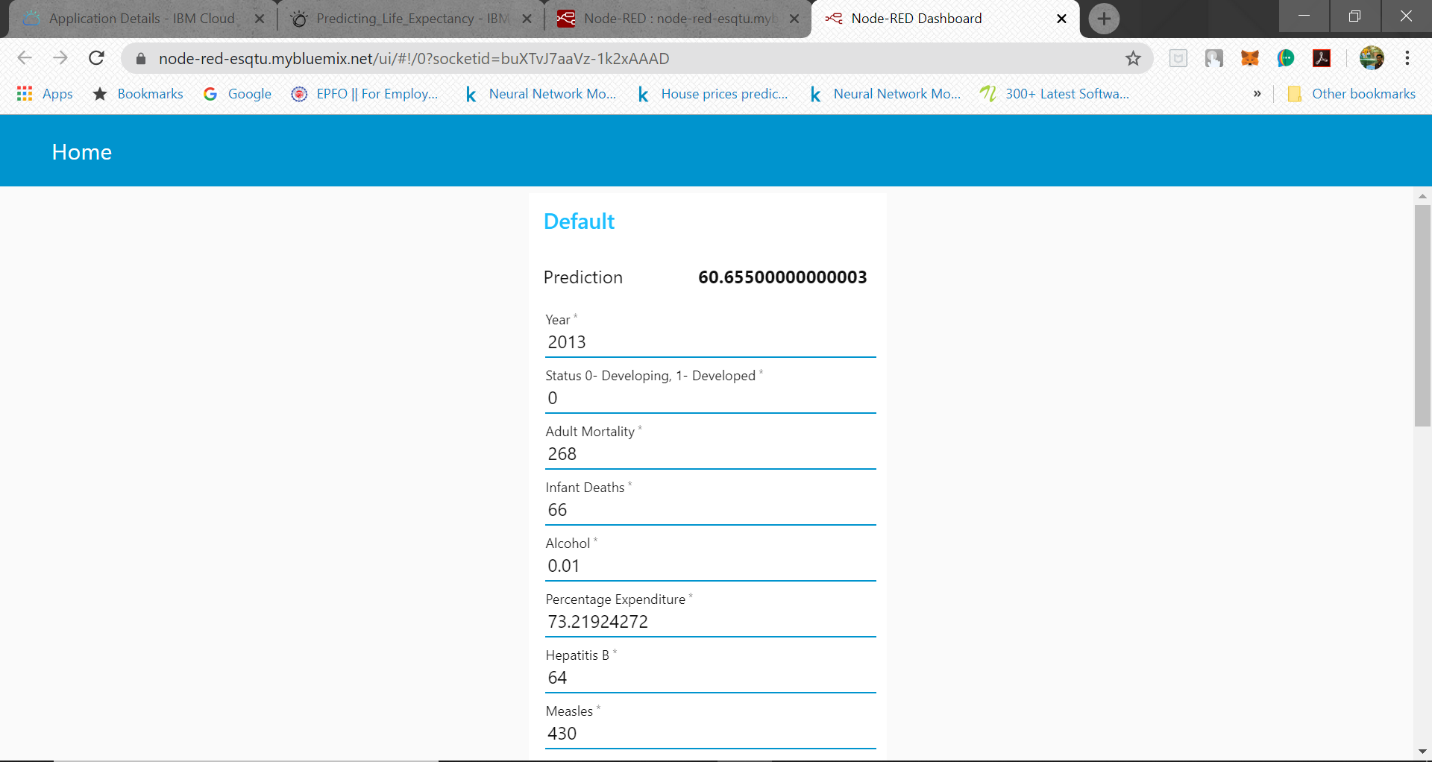 Application Details - IBM Cloud
Predicting_Life_Expectancy - IBM
Node-RED : node-red-esqtu.myb
Node-RED Dashboard
node-red-esqtu.mybluemix.net/ui/#!/0?socketid=buXTvJ7aaVz-1k2xAAAD
Apps Bookmarks Google EPFO || For Employ... Neural Network Mo... House prices predic... Neural Network Mo... 300+ Latest Softwa... » Other bookmarks
Home
Default
Prediction 60.65500000000003
Year *
2013
Status 0- Developing, 1- Developed *
0
Adult Mortality *
268
Infant Deaths *
66
Alcohol *
0.01
Percentage Expenditure *
73.21924272
Hepatitis B *
64
Measles *
430